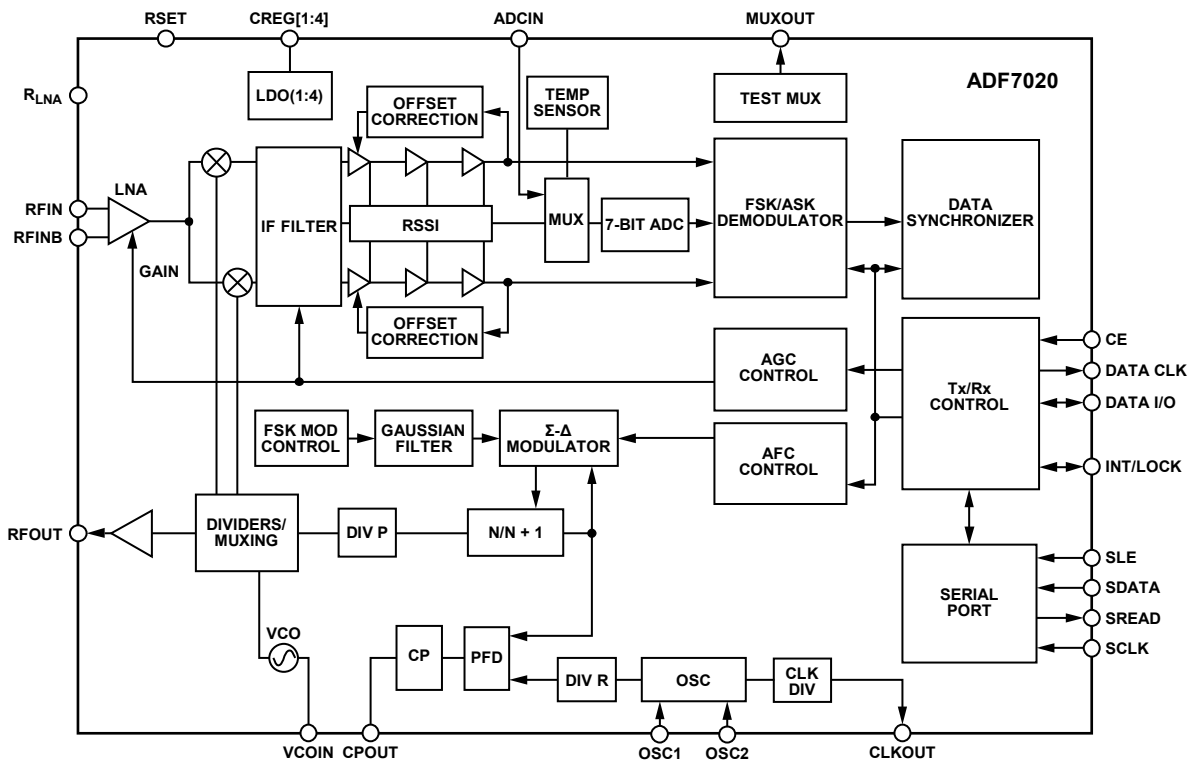 RSET
CREG[1:4]
ADCIN
MUXOUT
ADF7020
RLNA
LDO(1:4)
OFFSET
CORRECTION
TEMP
SENSOR
TEST MUX
LNA
RFIN
RFINB
GAIN
IF FILTER
RSSI
MUX
7-BIT ADC
FSK/ASK
DEMODULATOR
DATA
SYNCHRONIZER
OFFSET
CORRECTION
AGC
CONTROL
Tx/Rx
CONTROL
CE
DATA CLK
DATA I/O
INT/LOCK
FSK MOD
CONTROL
GAUSSIAN
FILTER
Σ-Δ
MODULATOR
AFC
CONTROL
RFOUT
DIVIDERS/
MUXING
DIV P
N/N + 1
SERIAL
PORT
SLE
SDATA
SREAD
SCLK
VCO
CP
PFD
DIV R
OSC
CLK
DIV
VCOIN
CPOUT
OSC1
OSC2
CLKOUT